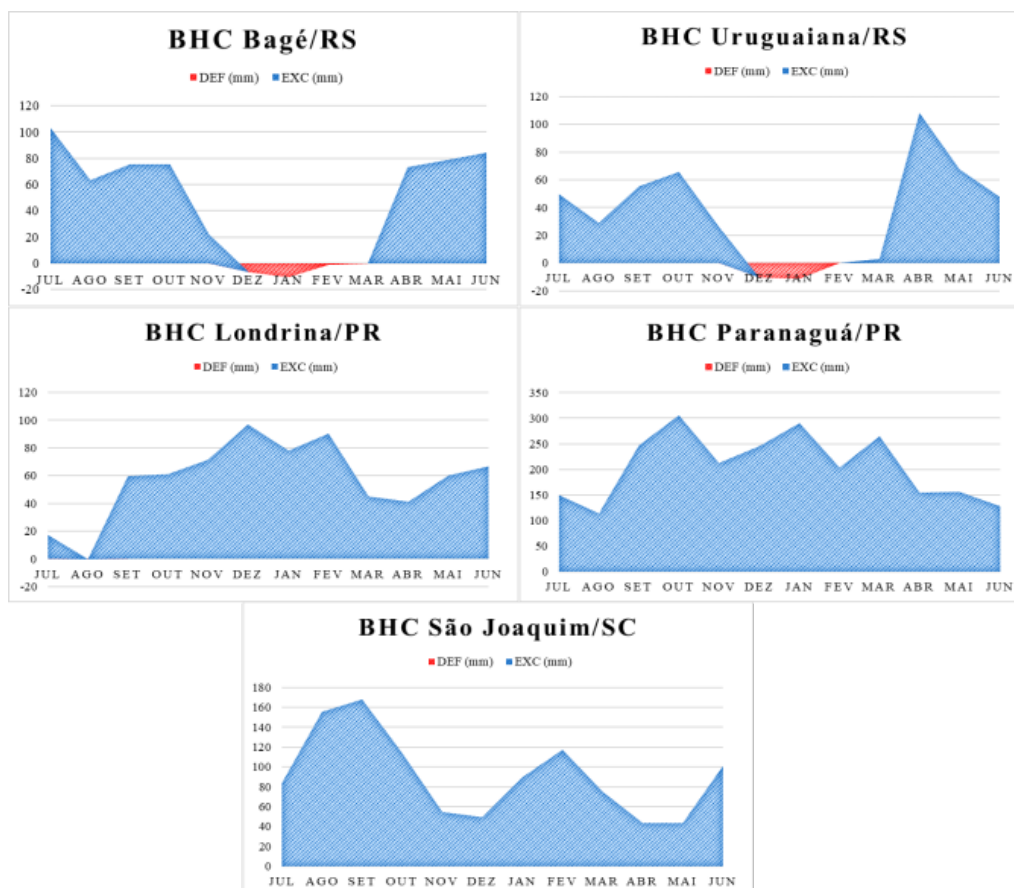 BHC Bagé/RS
DEF (mm) EXC (mm)
120
100
80
60
40
20
0
-20
JUL AGO SET OUT NOV DEZ JAN FEV MAR ABR MAI JUN
BHC Uruguaiana/RS
DEF (mm) EXC (mm)
120
100
80
60
40
20
0
-20
JUL AGO SET OUT NOV DEZ JAN FEV MAR ABR MAI JUN
BHC Londrina/PR
DEF (mm) EXC (mm)
120
100
80
60
40
20
0
-20
JUL AGO SET OUT NOV DEZ JAN FEV MAR ABR MAI JUN
BHC Paranaguá/PR
DEF (mm) EXC (mm)
350
300
250
200
150
100
50
0
JUL AGO SET OUT NOV DEZ JAN FEV MAR ABR MAI JUN
BHC São Joaquim/SC
DEF (mm) EXC (mm)
180
160
140
120
100
80
60
40
20
0
JUL AGO SET OUT NOV DEZ JAN FEV MAR ABR MAI JUN